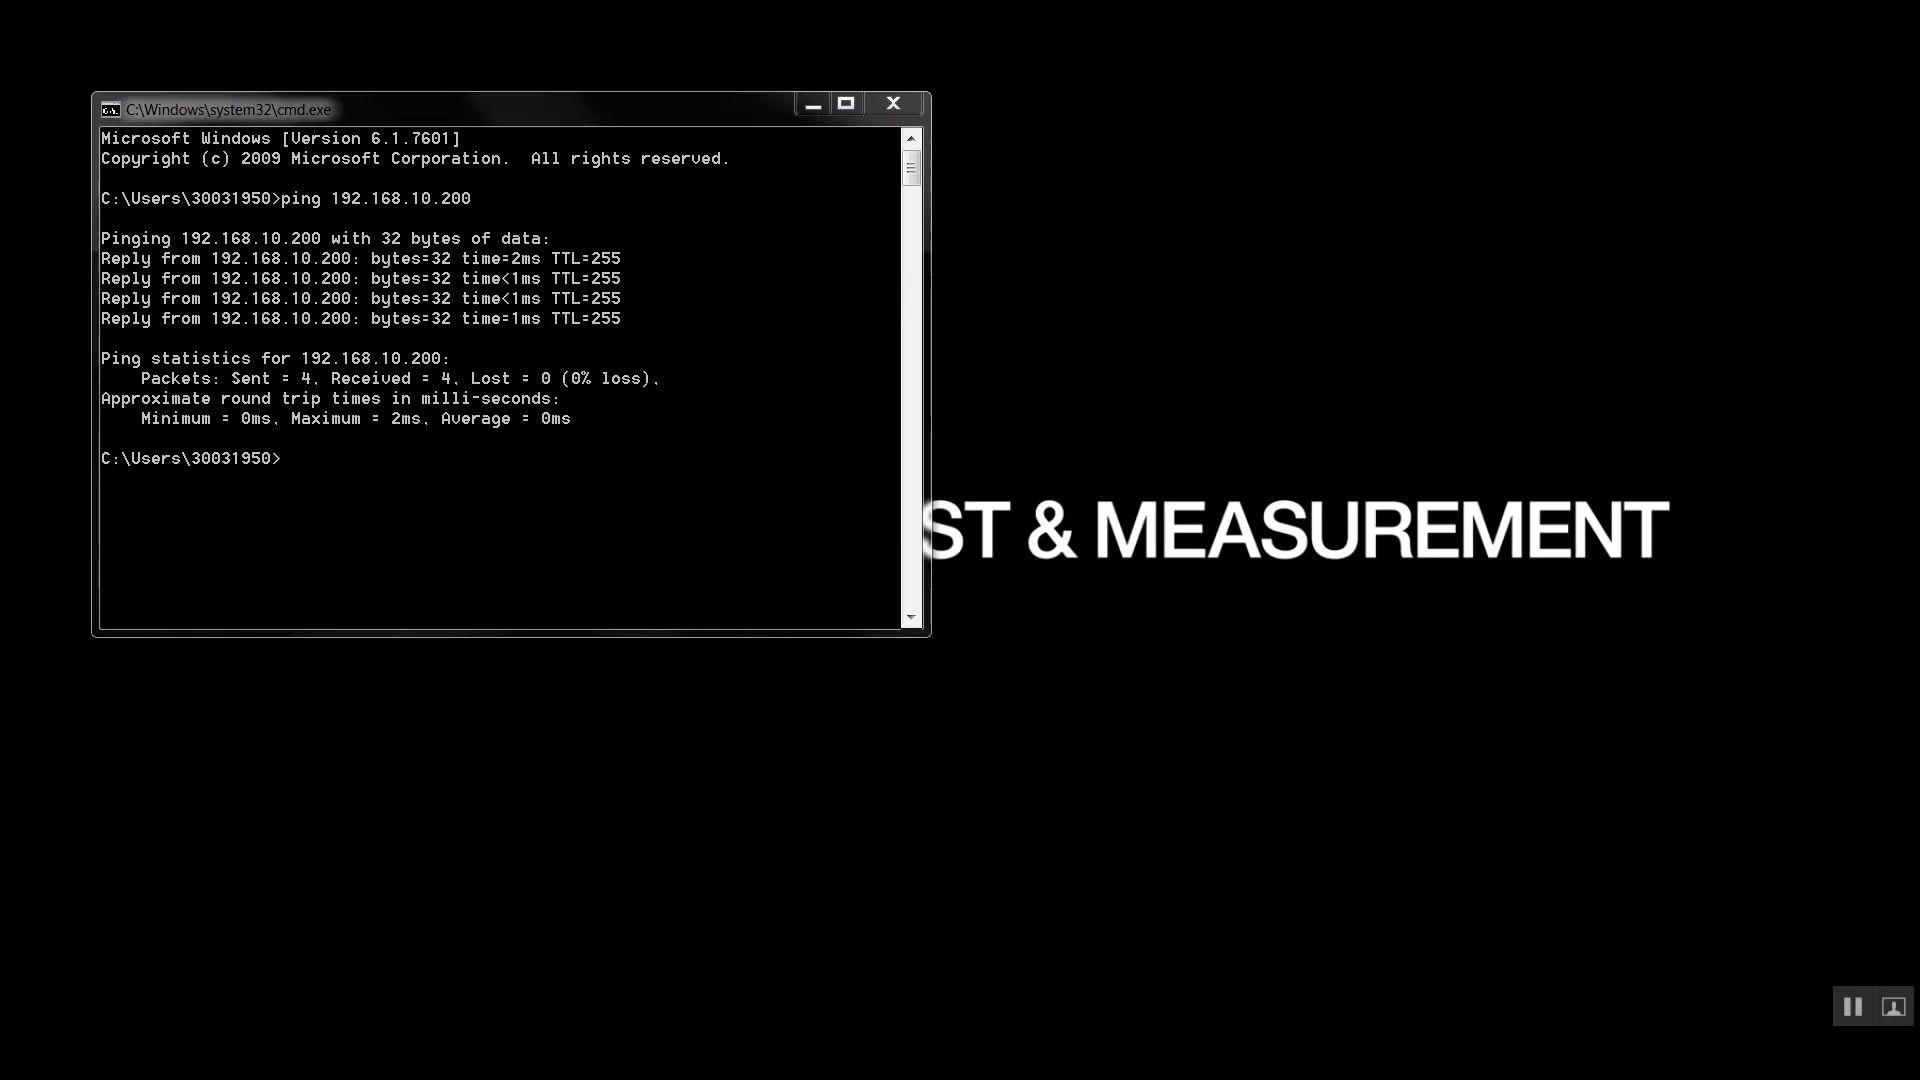 C:\Windows\system32\cmd.exe
Microsoft Windows [Version 6.1.7601]
Copyright (c) 2009 Microsoft Corporation.  All rights reserved.
C:\Users\30031950>ping 192.168.10.200
Pinging 192.168.10.200 with 32 bytes of data:
Reply from 192.168.10.200: bytes=32 time=2ms TTL=255
Reply from 192.168.10.200: bytes=32 time<1ms TTL=255
Reply from 192.168.10.200: bytes=32 time<1ms TTL=255
Reply from 192.168.10.200: bytes=32 time=1ms TTL=255
Ping statistics for 192.168.10.200:
    Packets: Sent = 4, Received = 4, Lost = 0 (0% loss),
Approximate round trip times in milli-seconds:
    Minimum = 0ms, Maximum = 2ms, Average = 0ms
C:\Users\30031950>
ST & MEASUREMENT